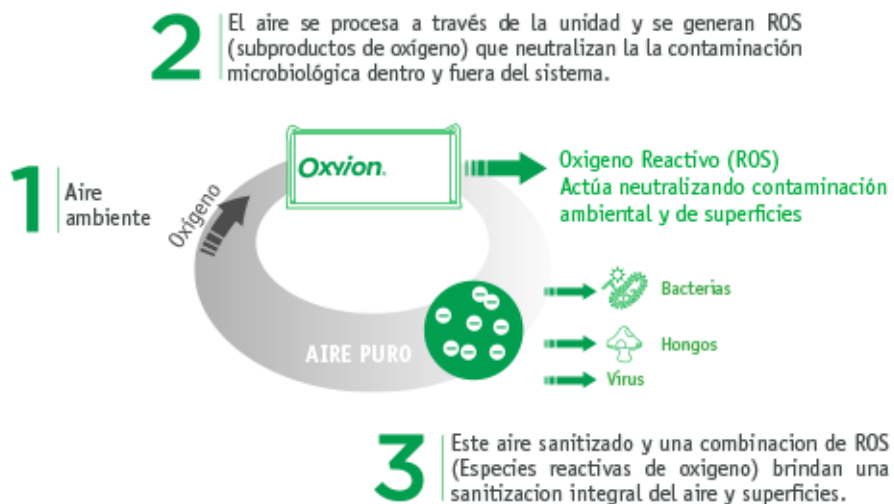 2
El aire se procesa a través de la unidad y se generan ROS
(subproductos de oxígeno) que neutralizan la la contaminación
microbiológica dentro y fuera del sistema.
1
Aire
ambiente
Oxígeno
Oxyion®
Oxigeno Reactivo (ROS)
Actúa neutralizando contaminación
ambiental y de superficies
Bacterias
Hongos
Virus
AIRE PURO
3
Este aire sanitizado y una combinacion de ROS
(Especies reactivas de oxigeno) brindan una
sanitizacion integral del aire y superficies.